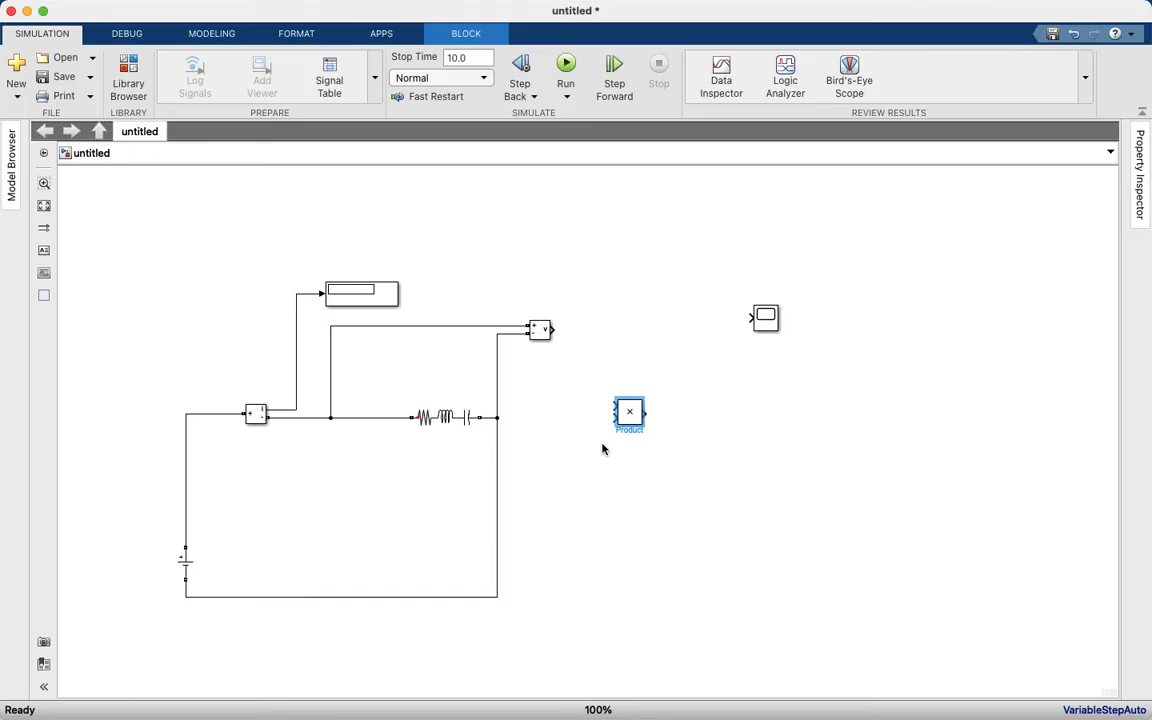 untitled *
SIMULATION
DEBUG
MODELING
FORMAT
APPS
BLOCK
New
Open
Save
Print
FILE
Library
Browser
LIBRARY
Log
Signals
Add
Viewer
Signal
Table
PREPARE
Stop Time 10.0
Normal
Fast Restart
Step
Back
Run
Step
Forward
Stop
SIMULATE
Data
Inspector
Logic
Analyzer
Bird's-Eye
Scope
REVIEW RESULTS
Model Browser
untitled
untitled
Property Inspector
+
-
v
+
i
-
×
Product
+
Ready
100%
VariableStepAuto